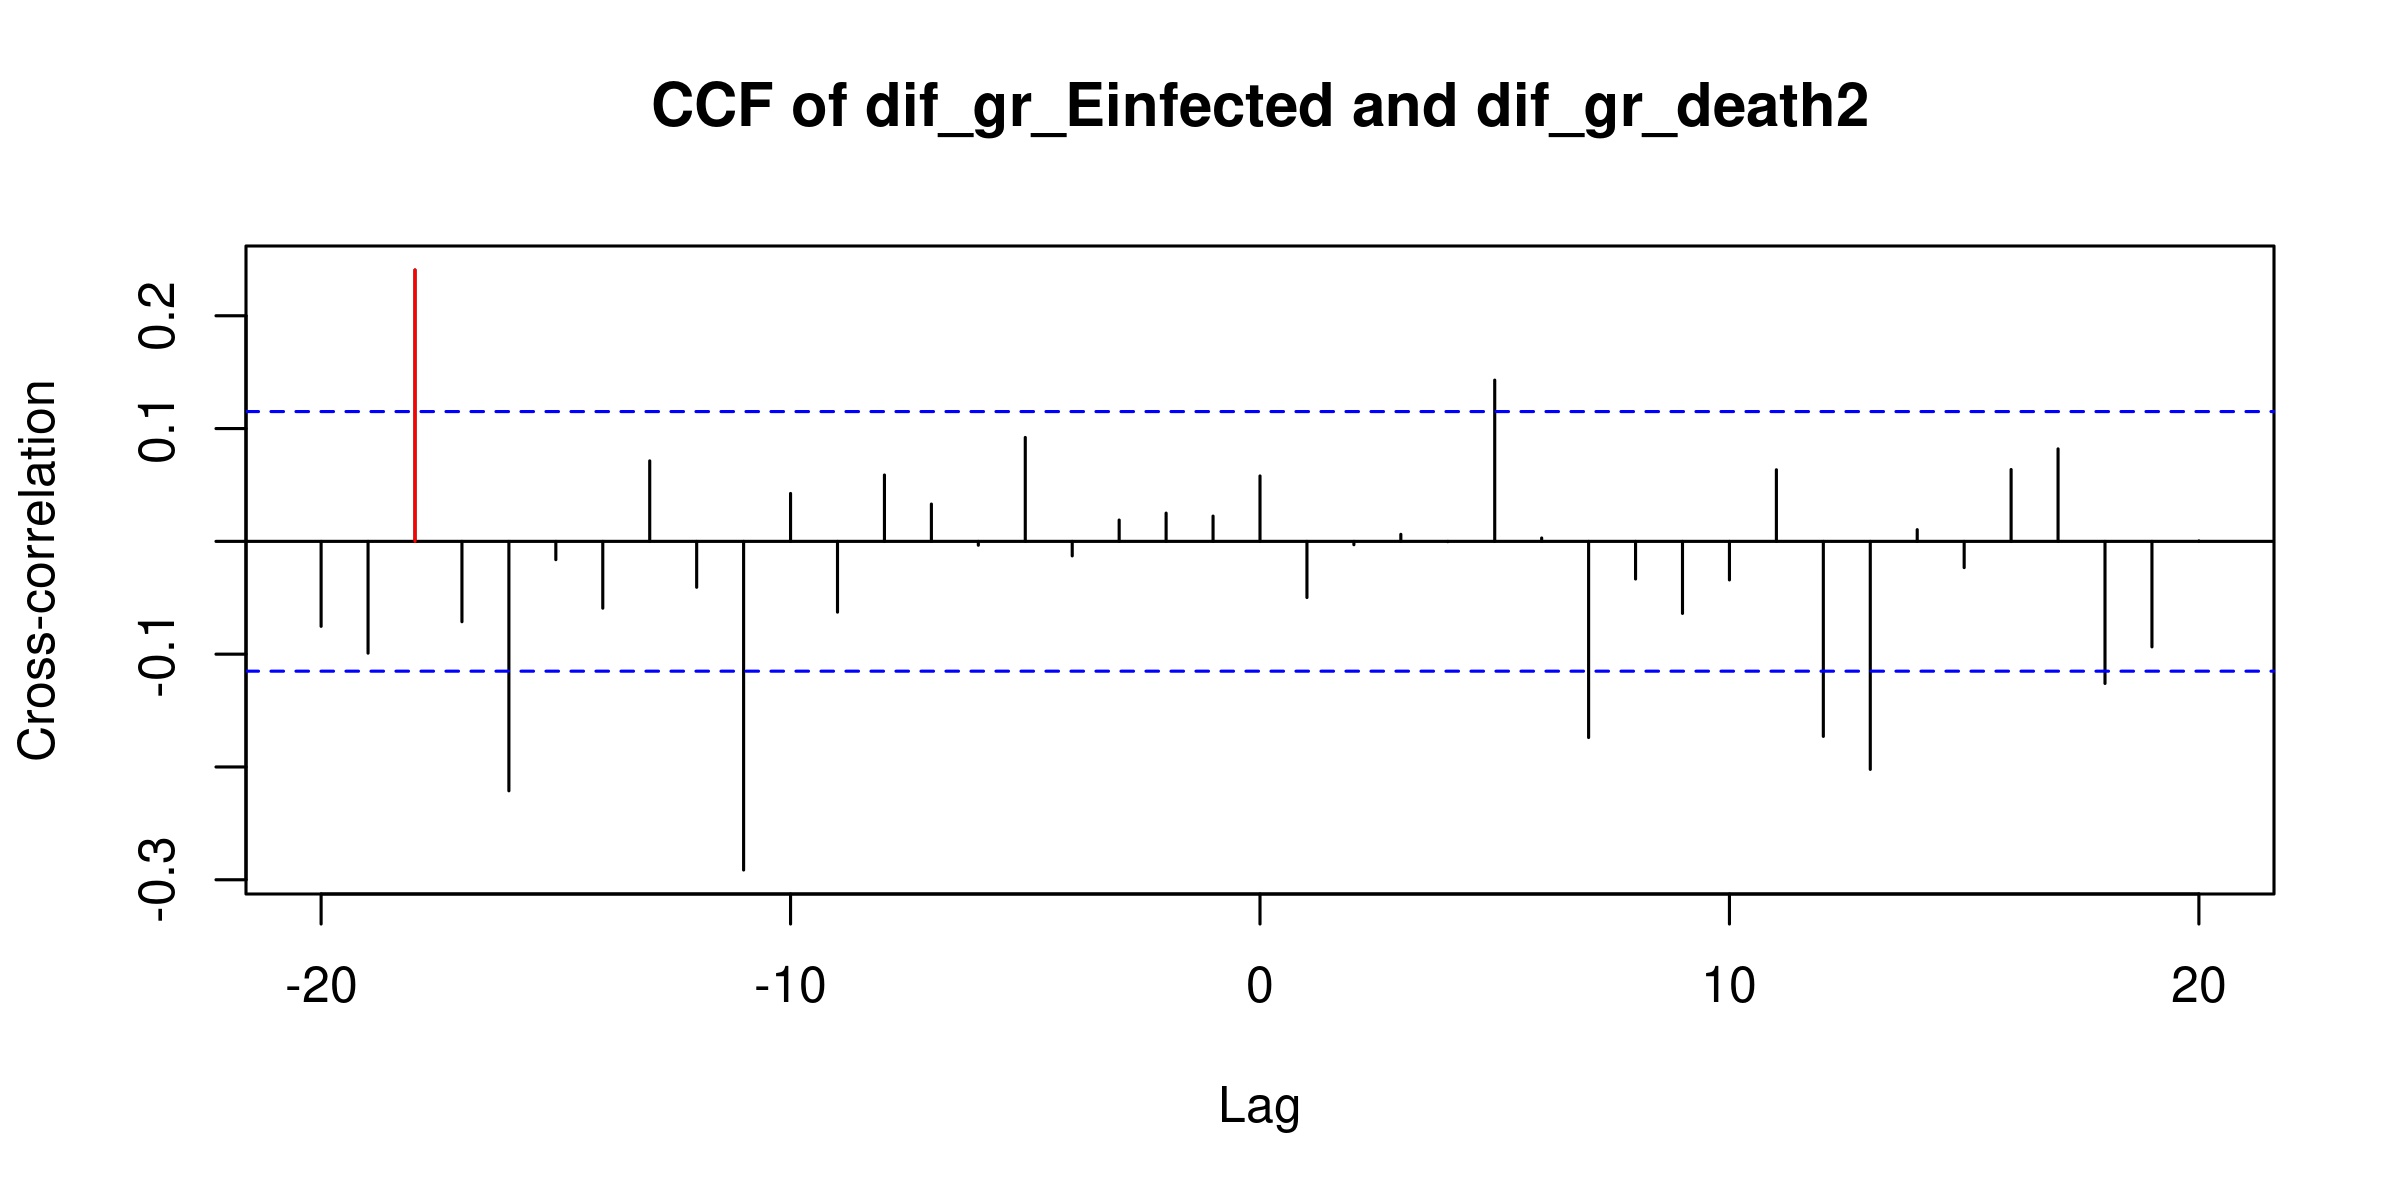 CCF of dif_gr_Einfected and dif_gr_death2
Cross-correlation
0.2
0.1
-0.1
-0.3
-20 -10 0 10 20
Lag